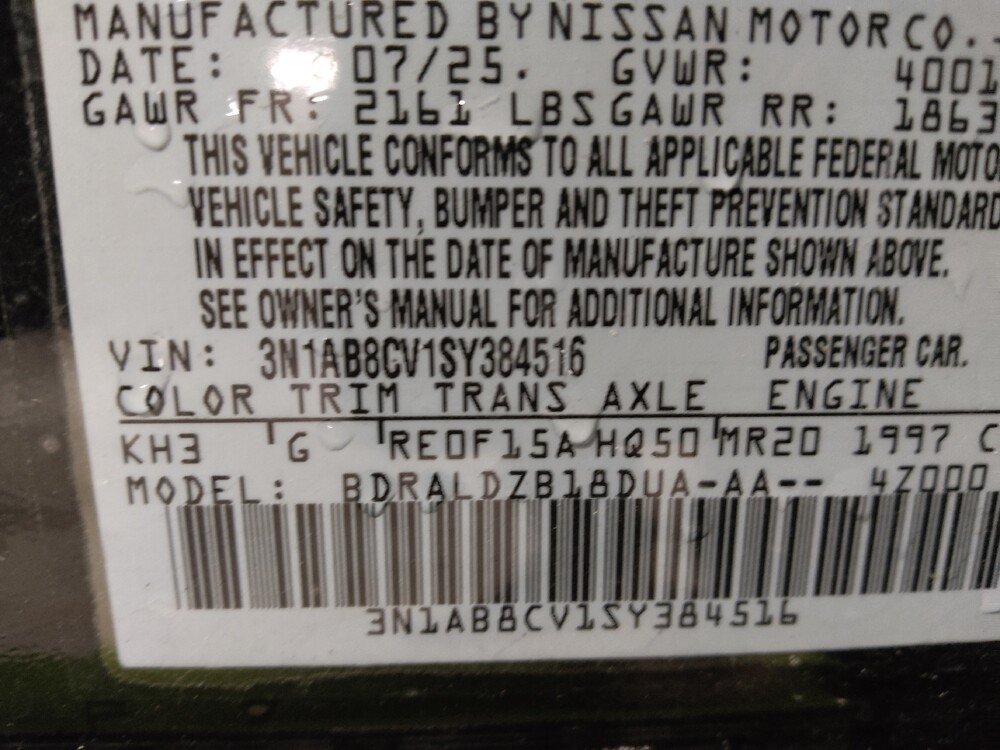 MANUFACTURED BY NISSAN MOTOR CO.
DATE: 07/25. GVWR: 4001
GAWR FR: 2161 LBS GAWR RR: 1863
THIS VEHICLE CONFORMS TO ALL APPLICABLE FEDERAL MOTO
VEHICLE SAFETY, BUMPER AND THEFT PREVENTION STANDARD
IN EFFECT ON THE DATE OF MANUFACTURE SHOWN ABOVE.
SEE OWNER'S MANUAL FOR ADDITIONAL INFORMATION.
VIN: 3N1AB8CV1SY384516 PASSENGER CAR.
COLOR TRIM TRANS AXLE ENGINE
KH3 G RE0F15A HQ50 MR20 1997 C
MODEL: BDRALDZB18DUA-AA-- 4Z000
3N1AB8CV1SY384516